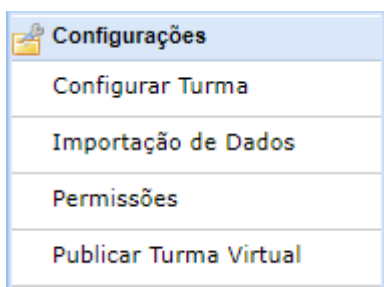 Configurações
Configurar Turma
Importação de Dados
Permissões
Publicar Turma Virtual